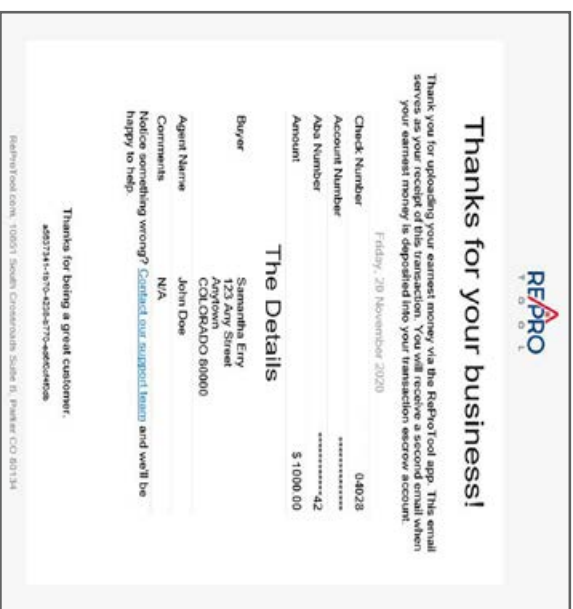 REPRO
TOOL
Thanks for your business!
Thank you for uploading your earnest money via the ReProTool app. This email
serves as your receipt of this transaction. You will receive a second email when
your earnest money is deposited into your transaction escrow account.
Friday, 20 November 2020
Check Number 04028
Account Number **************
Aba Number ************42
Amount $ 1000.00
The Details
Buyer Samantha Erry
123 Any Street
Anytown
COLORADO 80000
Agent Name John Doe
Comments N/A
Notice something wrong? Contact our support team and we'll be
happy to help.
Thanks for being a great customer.
ReProTool.com, 10851 South Crossroads Suite B, Parker CO 80134